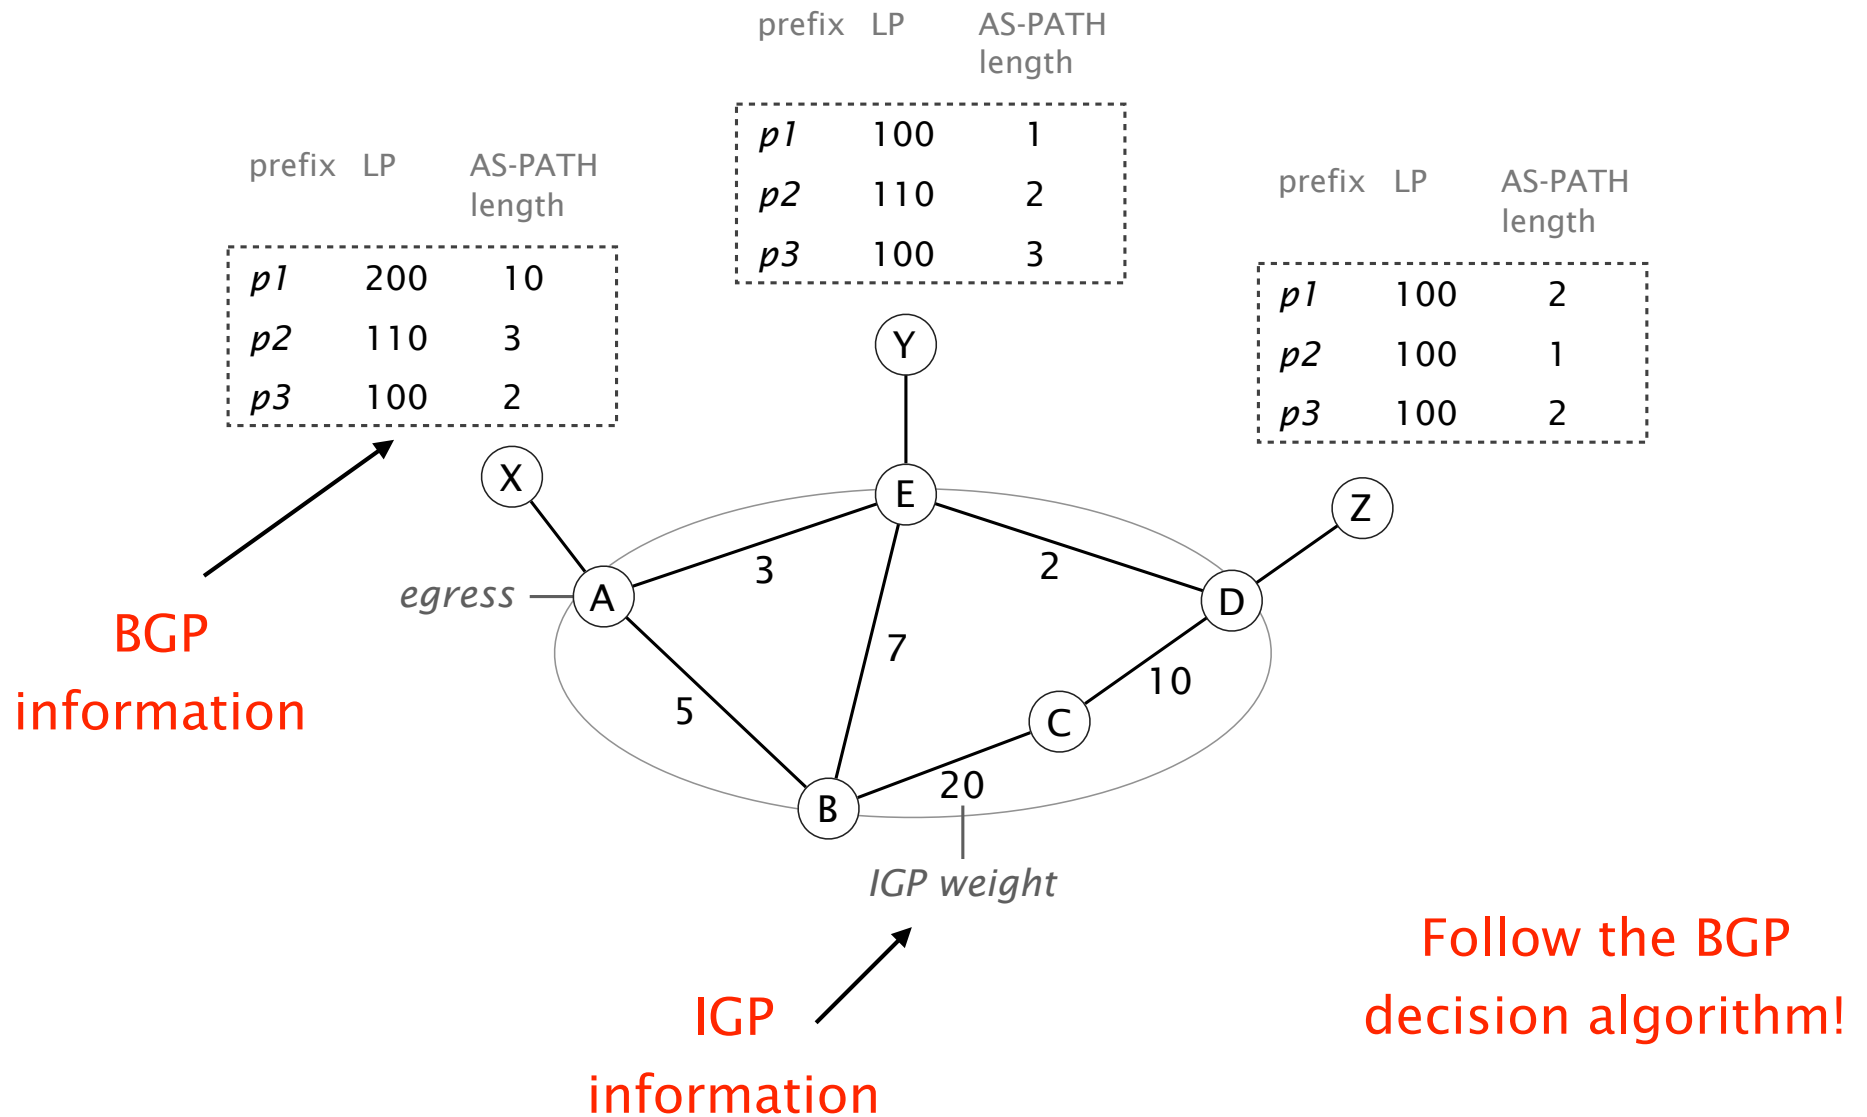 prefix LP AS-PATH
length
p1 100 1
p2 110 2
p3 100 3
prefix LP AS-PATH
length
p1 200 10
p2 110 3
p3 100 2
prefix LP AS-PATH
length
p1 100 2
p2 100 1
p3 100 2
Y
X
E
Z
3
2
egress
A
D
BGP
information
7
10
5
C
20
B
IGP weight
IGP
information
Follow the BGP
decision algorithm!